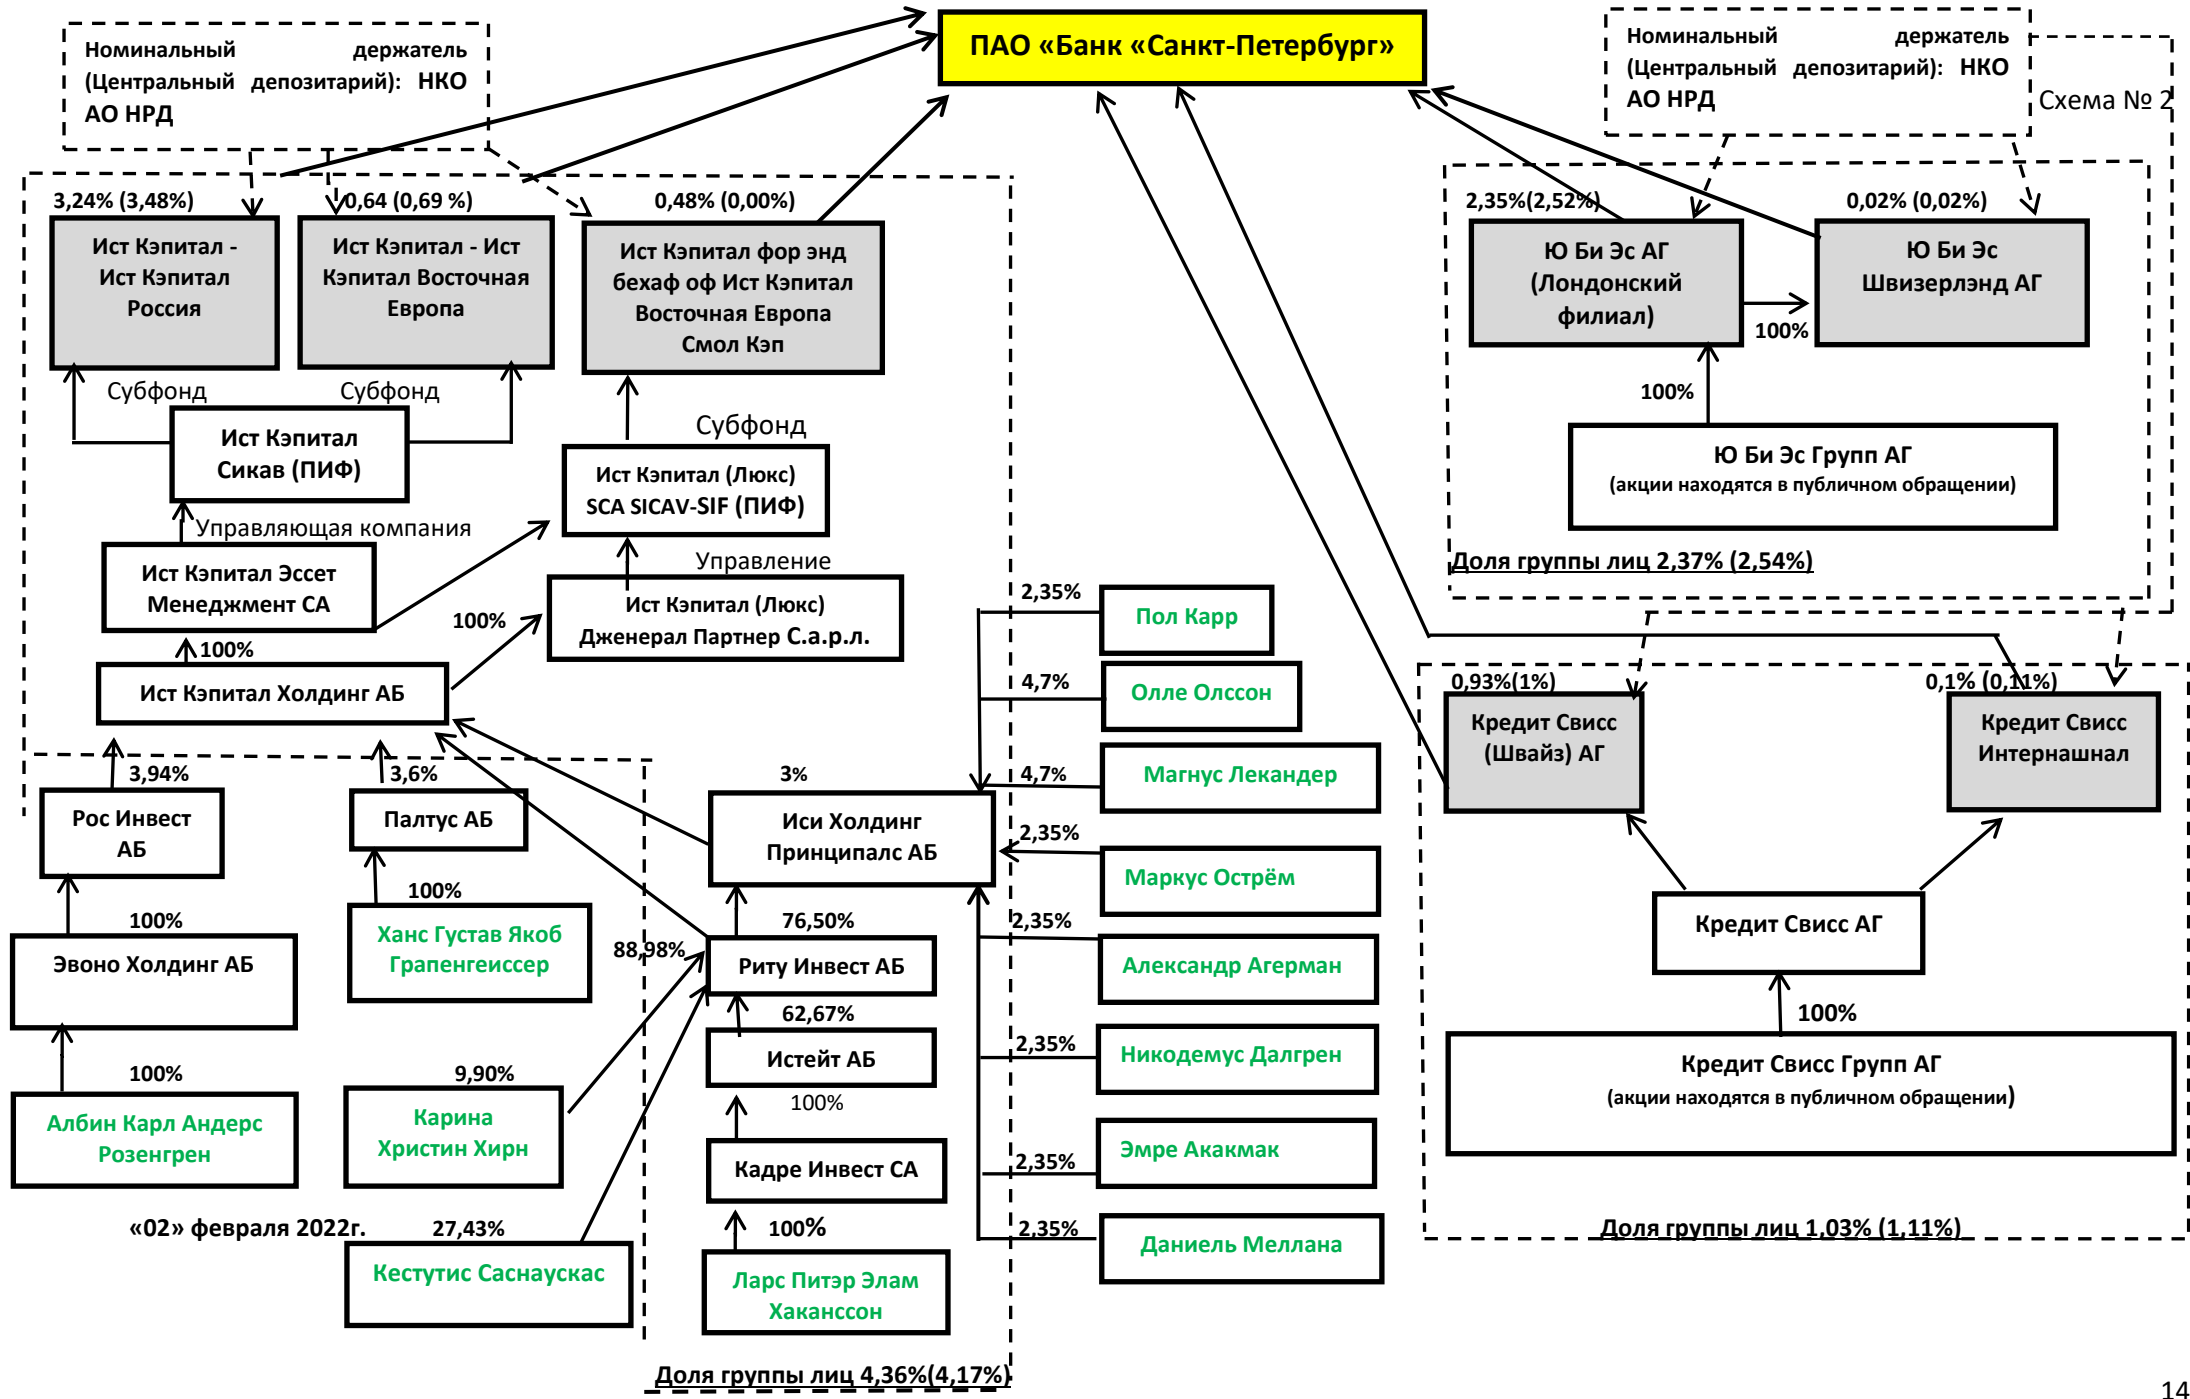 ПАО «Банк «Санкт-Петербург»
Номинальный держатель
(Центральный депозитарий): НКО
АО НРД
Номинальный держатель
(Центральный депозитарий): НКО
АО НРД
Схема № 2
3,24% (3,48%)
0,64 (0,69 %)
0,48% (0,00%)
2,35%(2,52%)
0,02% (0,02%)
Ист Кэпитал -
Ист Кэпитал
Россия
Ист Кэпитал - Ист
Кэпитал Восточная
Европа
Ист Кэпитал фор энд
бехаф оф Ист Кэпитал
Восточная Европа
Смол Кэп
Ю Би Эс АГ
(Лондонский
филиал)
100%
Ю Би Эс
Швизерлэнд АГ
Субфонд
Субфонд
100%
Ист Кэпитал
Сикав (ПИФ)
Субфонд
Ист Кэпитал (Люкс)
SCA SICAV-SIF (ПИФ)
Ю Би Эс Групп АГ
(акции находятся в публичном обращении)
Управляющая компания
Управление
Доля группы лиц 2,37% (2,54%)
Ист Кэпитал Эссет
Менеджмент СА
100%
Ист Кэпитал (Люкс)
Дженерал Партнер С.а.р.л.
2,35%
Пол Карр
100%
Ист Кэпитал Холдинг АБ
4,7%
Олле Олссон
0,93%(1%)
0,1% (0,11%)
Кредит Свисс
(Швайз) АГ
Кредит Свисс
Интернашнал
3,94%
3,6%
3%
4,7%
Магнус Лекандер
Рос Инвест
АБ
Палтус АБ
Иси Холдинг
Принципалс АБ
2,35%
Маркус Острём
100%
100%
76,50%
2,35%
Кредит Свисс АГ
Эвоно Холдинг АБ
Ханс Густав Якоб
Грапенгеиссер
88,98%
Риту Инвест АБ
Александр Агерман
62,67%
100%
Истейт АБ
2,35%
Никодемус Далгрен
Кредит Свисс Групп АГ
(акции находятся в публичном обращении)
100%
9,90%
100%
Албин Карл Андерс
Розенгрен
Карина
Христин Хирн
Кадре Инвест СА
2,35%
Эмре Акакмак
«02» февраля 2022г.
27,43%
100%
2,35%
Даниель Меллана
Доля группы лиц 1,03% (1,11%)
Кестутис Саснаускас
Ларс Питэр Элам
Хаканссон
Доля группы лиц 4,36%(4,17%)
14